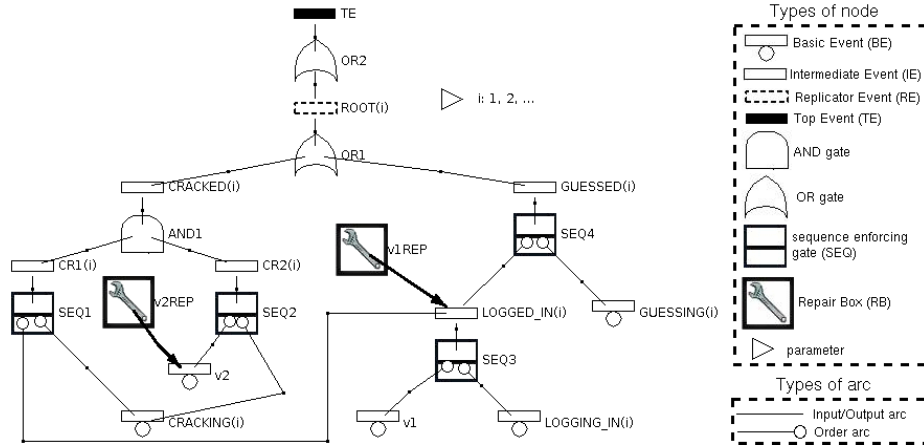 TE
OR2
ROOT(i)
i: 1, 2, ...
OR1
CRACKED(i)
GUESSED(i)
AND1
SEQ4
v1REP
CR1(i)
CR2(i)
v2REP
SEQ1
SEQ2
LOGGED_IN(i)
GUESSING(i)
SEQ3
v2
CRACKING(i)
v1
LOGGING_IN(i)
Types of node
Basic Event (BE)
Intermediate Event (IE)
Replicator Event (RE)
Top Event (TE)
AND gate
OR gate
sequence enforcing
gate (SEQ)
Repair Box (RB)
parameter
Types of arc
Input/Output arc
Order arc